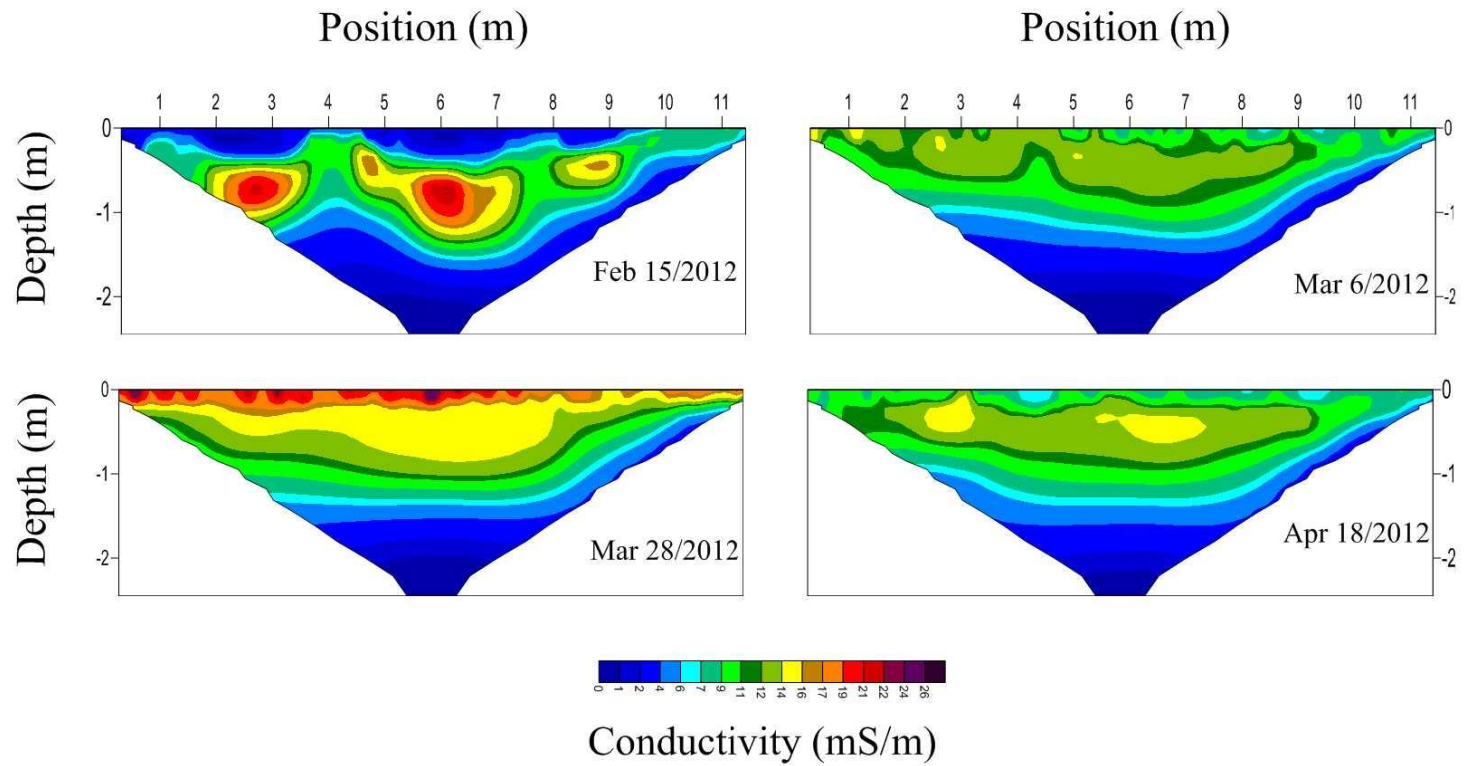 Position (m) Position (m)
1 2 3 4 5 6 7 8 9 10 11 1 2 3 4 5 6 7 8 9 10 11
Depth (m)
0
-1
-2
Feb 15/2012
0
-1
-2
Mar 6/2012
Depth (m)
0
-1
-2
Mar 28/2012
0
-1
-2
Apr 18/2012
0 1 2 4 6 7 9 11 12 14 16 17 19 21 22 24 26
Conductivity (mS/m)